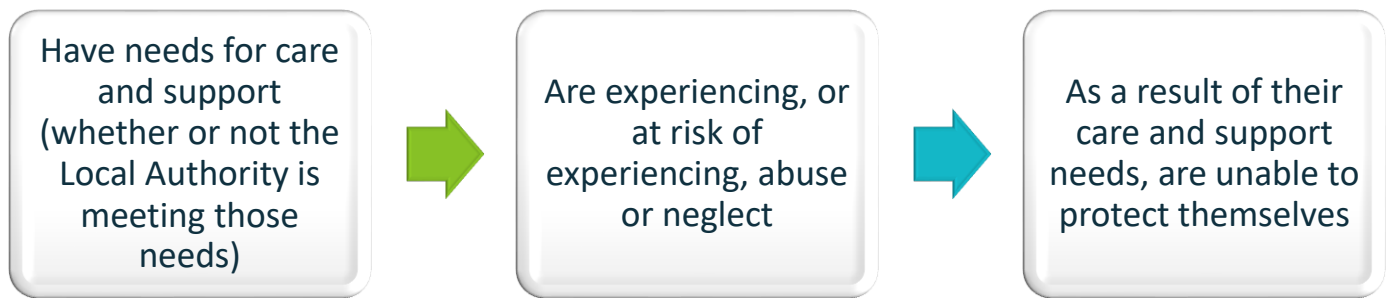 Have needs for care
and support
(whether or not the
Local Authority is
meeting those
needs)
Are experiencing, or
at risk of
experiencing, abuse
or neglect
As a result of their
care and support
needs, are unable to
protect themselves